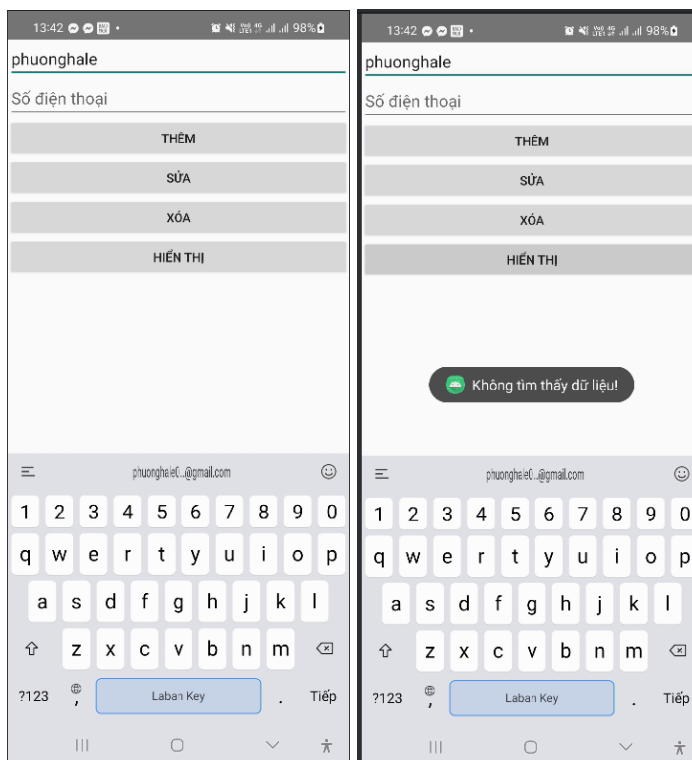 13:42
98%
phuonghale
Số điện thoại
THÊM
SỬA
XÓA
HIỂN THỊ
phuonghale0...@gmail.com
1 2 3 4 5 6 7 8 9 0
q w e r t y u i o p
a s d f g h j k l
z x c v b n m
?123 , Laban Key . Tiếp
13:42
98%
phuonghale
Số điện thoại
THÊM
SỬA
XÓA
HIỂN THỊ
Không tìm thấy dữ liệu!
phuonghale0...@gmail.com
1 2 3 4 5 6 7 8 9 0
q w e r t y u i o p
a s d f g h j k l
z x c v b n m
?123 , Laban Key . Tiếp